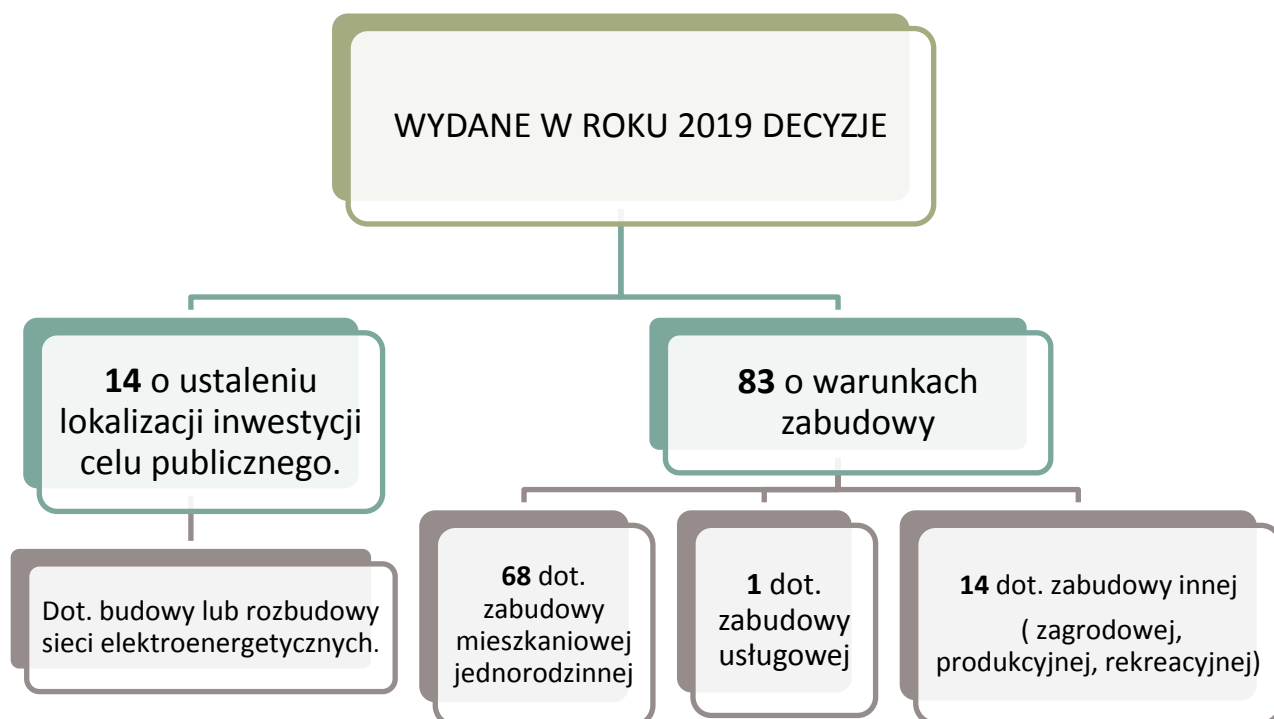 WYDANE W ROKU 2019 DECYZJE
14 o ustaleniu
lokalizacji inwestycji
celu publicznego.
83 o warunkach
zabudowy
Dot. budowy lub rozbudowy
sieci elektroenergetycznych.
68 dot.
zabudowy
mieszkaniowej
jednorodzinnej
1 dot.
zabudowy
usługowej
14 dot. zabudowy innej
( zagrodowej,
produkcyjnej, rekreacyjnej)